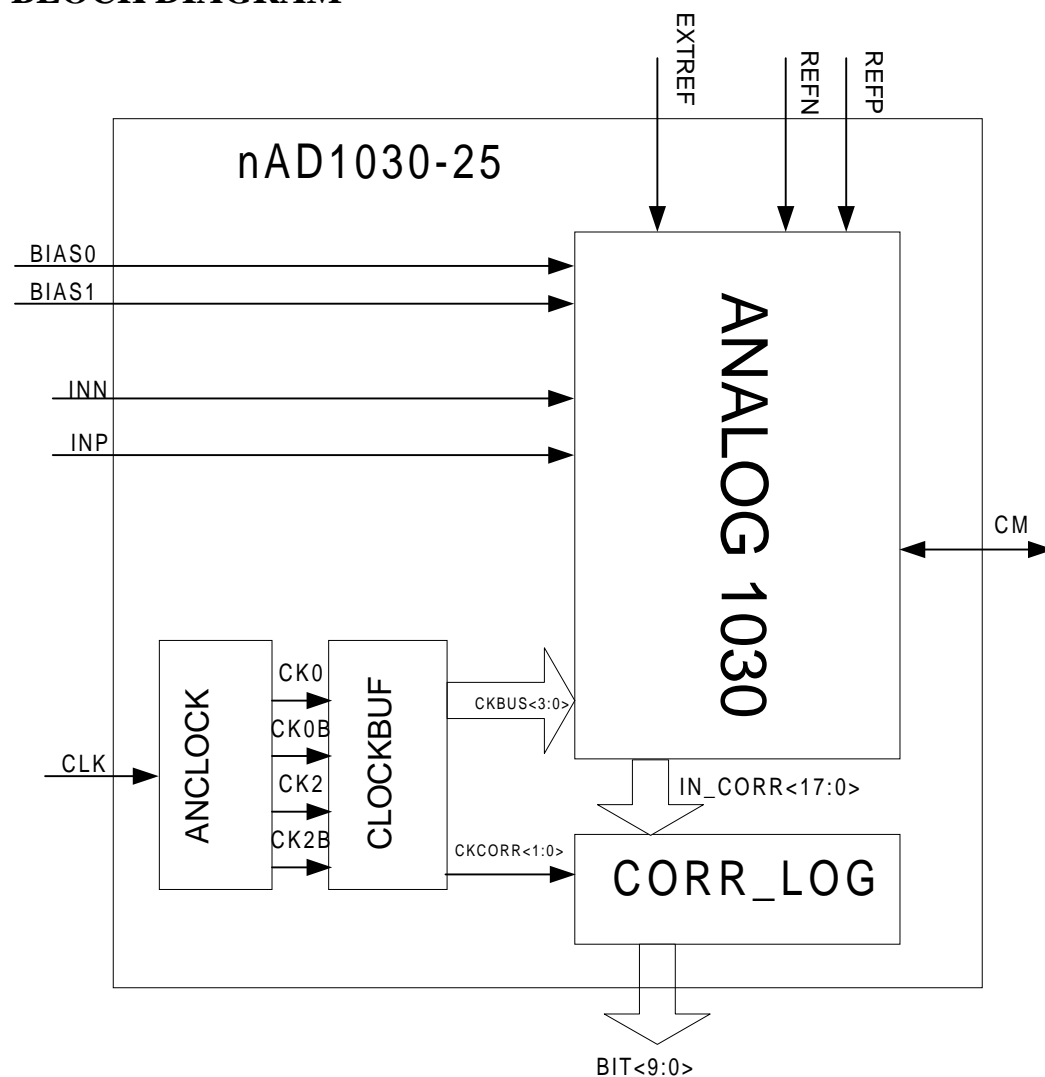 BLOCK DIAGRAM
EXTREF
REFN
REFP
nAD1030-25
BIAS0
BIAS1
INN
INP
ANALOG 1030
CM
CK0
CK0B
CK2
CK2B
ANCLOCK
CLOCKBUF
CKBUS<3:0>
CLK
IN_CORR<17:0>
CKCORR<1:0>
CORR_LOG
BIT<9:0>